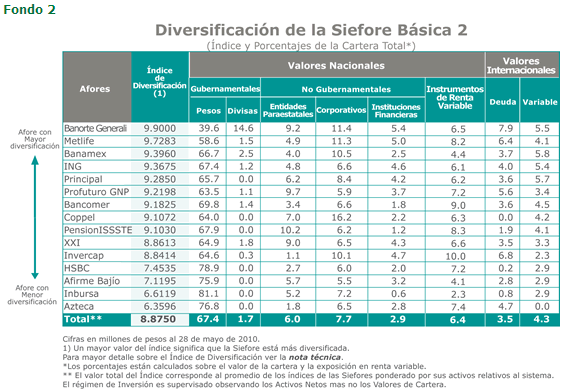 Fondo 2
Diversificación de la Siefore Básica 2
(Índice y Porcentajes de la Cartera Total*)
Afores Índice de Diversificación (1) Valores Nacionales Valores Internacionales
Gubernamentales No Gubernamentales Instrumentos de Renta Variable Deuda Variable
Pesos Divisas Entidades Paraestatales Corporativos Instituciones Financieras
Afore con Mayor diversificación
Banorte Generali 9.9000 39.6 14.6 9.2 11.4 5.4 6.5 7.9 5.5
Metlife 9.7283 58.6 1.5 4.9 11.3 5.0 8.2 6.4 4.1
Banamex 9.3960 66.7 2.5 4.0 10.5 2.5 4.4 3.7 5.8
ING 9.3675 67.4 1.2 4.8 6.6 4.6 6.1 4.0 5.4
Principal 9.2850 65.7 0.0 6.2 8.4 4.2 6.2 3.6 5.7
Profuturo GNP 9.2198 63.5 1.1 9.7 5.9 3.7 7.2 5.6 3.4
Bancomer 9.1825 69.8 1.4 3.4 6.6 1.8 9.0 3.6 4.5
Coppel 9.1072 64.0 0.0 7.0 16.2 2.2 6.3 0.0 4.2
PensionISSSTE 9.1030 67.9 0.0 10.2 6.2 1.2 8.3 1.9 4.1
XXI 8.8613 64.9 1.8 9.0 6.5 4.3 6.6 3.5 3.3
Invercap 8.8414 64.6 0.3 1.1 10.1 4.7 10.0 6.8 2.3
HSBC 7.4535 78.9 0.0 2.7 6.0 2.0 7.2 0.2 2.9
Afirme Bajío 7.1195 75.9 0.0 5.7 5.5 3.2 4.1 2.8 2.9
Inbursa 6.6119 81.1 0.0 5.2 7.2 0.6 2.3 0.8 2.9
Azteca 6.3596 76.8 0.0 1.8 6.5 2.8 7.4 4.7 0.0
Afore con Menor diversificación
Total** 8.8750 67.4 1.7 6.0 7.7 2.9 6.4 3.5 4.3
Cifras en millones de pesos al 28 de mayo de 2010.
1) Un mayor valor del índice significa que la Siefore está más diversificada.
Para mayor detalle sobre el Índice de Diversificación ver la nota técnica.
*Los porcentajes están calculados sobre el valor de la cartera y la exposición en renta variable.
** El valor total del Índice corresponde al promedio de los índices de las Siefores ponderado por sus activos relativos al sistema.
El régimen de Inversión es supervisado observando los Activos Netos mas no los Valores de Cartera.